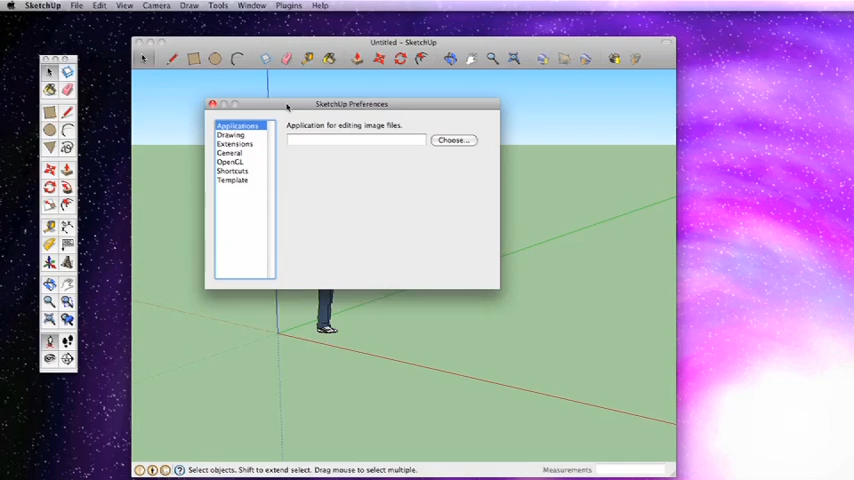 SketchUp File Edit View Camera Draw Tools Window Plugins Help
Untitled - SketchUp
SketchUp Preferences
Applications
Drawing
Extensions
General
OpenCL
Shortcuts
Template
Application for editing image files.
Choose...
Select objects. Shift to extend select. Drag mouse to select multiple.
Measurements